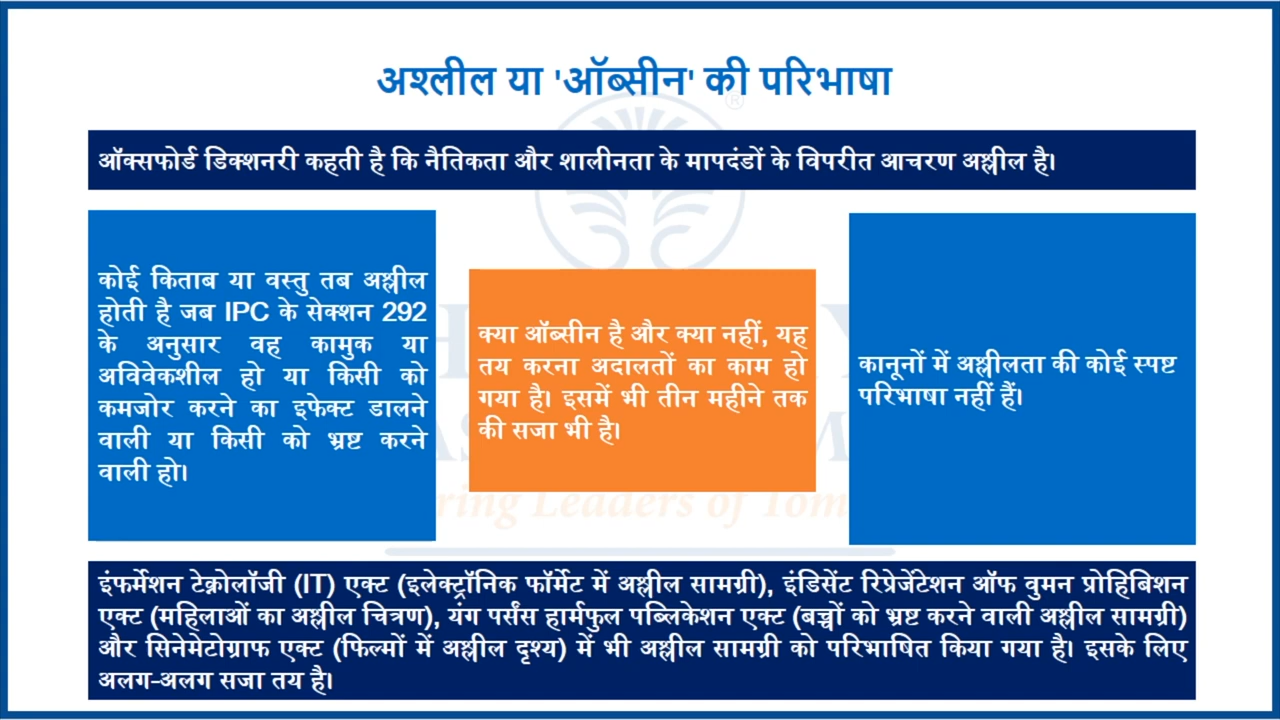 अश्लील या 'ऑब्सीन' की परिभाषा
ऑक्सफोर्ड डिक्शनरी कहती है कि नैतिकता और शालीनता के मापदंडों के विपरीत आचरण अश्लील है।
कोई किताब या वस्तु तब अश्लील
होती है जब IPC के सेक्शन 292
के अनुसार वह कामुक या
अविवेकशील हो या किसी को
कमजोर करने का इफेक्ट डालने
वाली या किसी को भ्रष्ट करने
वाली हो।
क्या ऑब्सीन है और क्या नहीं, यह
तय करना अदालतों का काम हो
गया है। इसमें भी तीन महीने तक
की सजा भी है।
कानूनों में अश्लीलता की कोई स्पष्ट
परिभाषा नहीं हैं।
ring Leaders of Tom
इंफर्मेशन टेक्नोलॉजी (IT) एक्ट (इलेक्ट्रॉनिक फॉर्मेट में अश्लील सामग्री), इंडिसेंट रिप्रेजेंटेशन ऑफ वुमन प्रोहिबिशन
एक्ट (महिलाओं का अश्लील चित्रण), यंग पर्संस हार्मफुल पब्लिकेशन एक्ट (बच्चों को भ्रष्ट करने वाली अश्लील सामग्री)
और सिनेमेटोग्राफ एक्ट (फिल्मों में अश्लील दृश्य) में भी अश्लील सामग्री को परिभाषित किया गया है। इसके लिए
अलग-अलग सजा तय है।